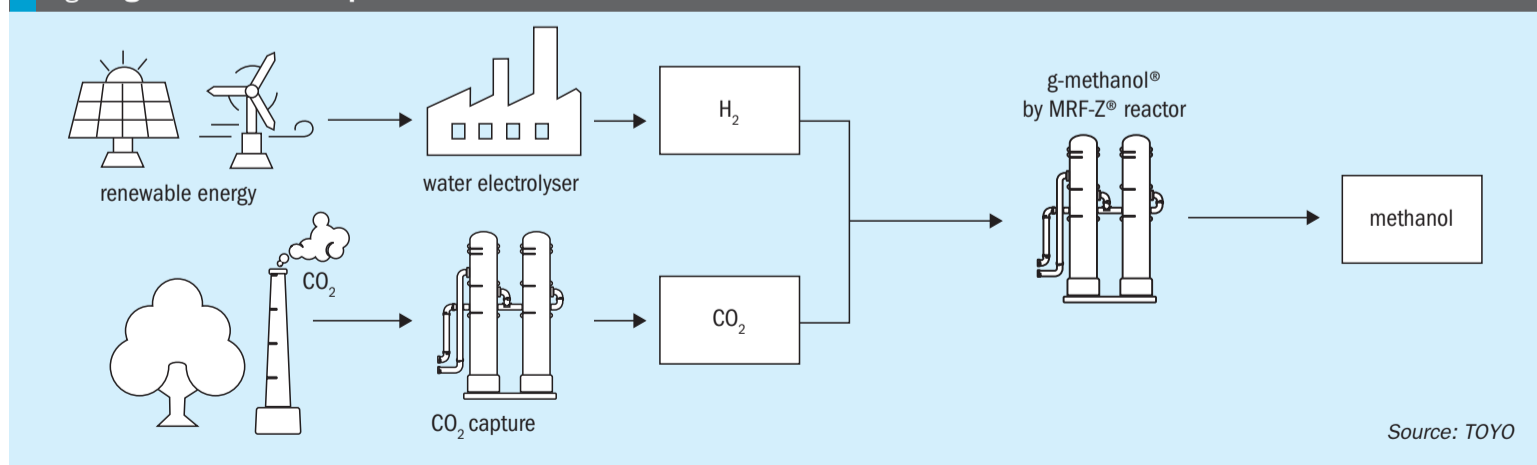 renewable energy
water electrolyser
H₂
CO₂
CO₂ capture
CO₂
g-methanol®
by MRF-Z® reactor
methanol
Source: TOYO